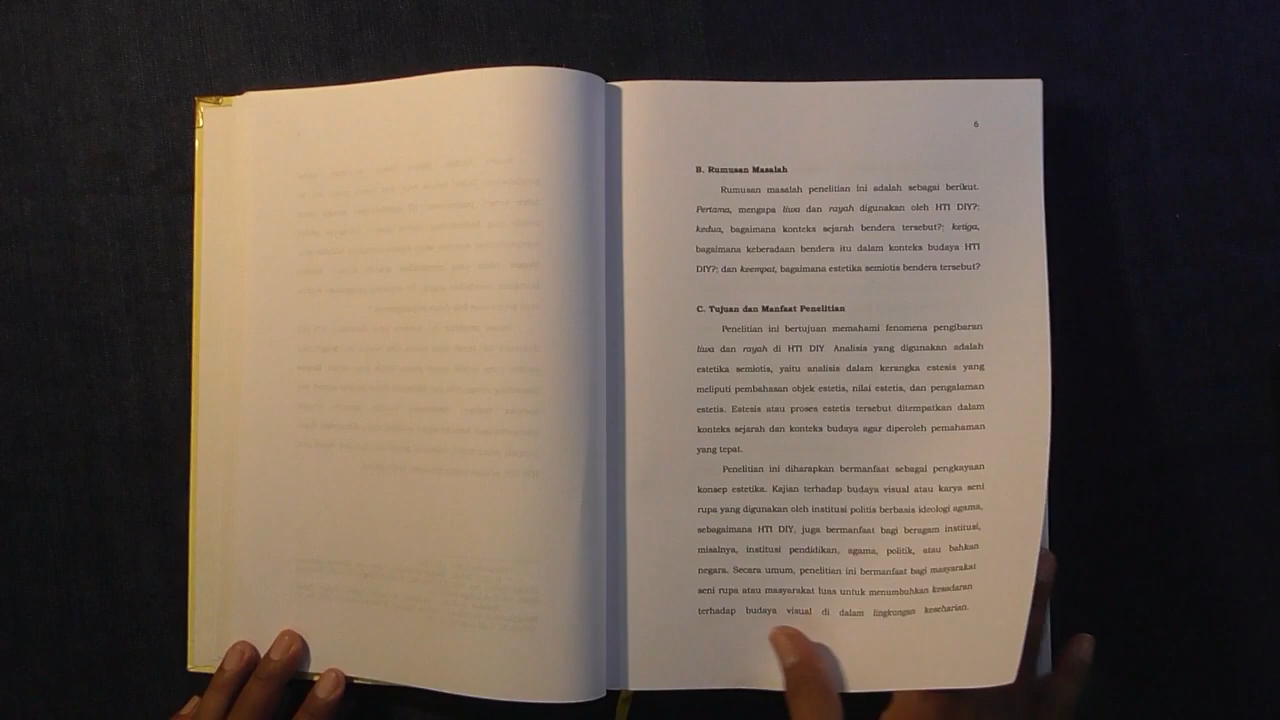 6
B. Rumusan Masalah
Rumusan masalah penelitian ini adalah sebagai berikut.
Pertama, mengapa liwa dan rayah digunakan oleh HTI DIY?;
kedua, bagaimana konteks sejarah bendera tersebut?; ketiga,
bagaimana keberadaan bendera itu dalam konteks budaya HTI
DIY?; dan keempat, bagaimana estetika semiotis bendera tersebut?
C. Tujuan dan Manfaat Penelitian
Penelitian ini bertujuan memahami fenomena pengibaran
liwa dan rayah di HTI DIY Analisis yang digunakan adalah
estetika semiotis, yaitu analisis dalam kerangka estesis yang
meliputi pembahasan objek estetis, nilai estetis, dan pengalaman
estetis. Estesis atau proses estetis tersebut ditempatkan dalam
konteks sejarah dan konteks budaya agar diperoleh pemahaman
yang tepat.
Penelitian ini diharapkan bermanfaat sebagai pengkayaan
konsep estetika. Kajian terhadap budaya visual atau karya seni
rupa yang digunakan oleh institusi politis berbasis ideologi agama,
sebagaimana HTI DIY, juga bermanfaat bagi beragam institusi,
misalnya, institusi pendidikan, agama, politik, atau bahkan
negara. Secara umum, penelitian ini bermanfaat bagi masyarakat
seni rupa atau masyarakat luas untuk menumbuhkan kesadaran
terhadap budaya visual di dalam lingkungan keseharian.